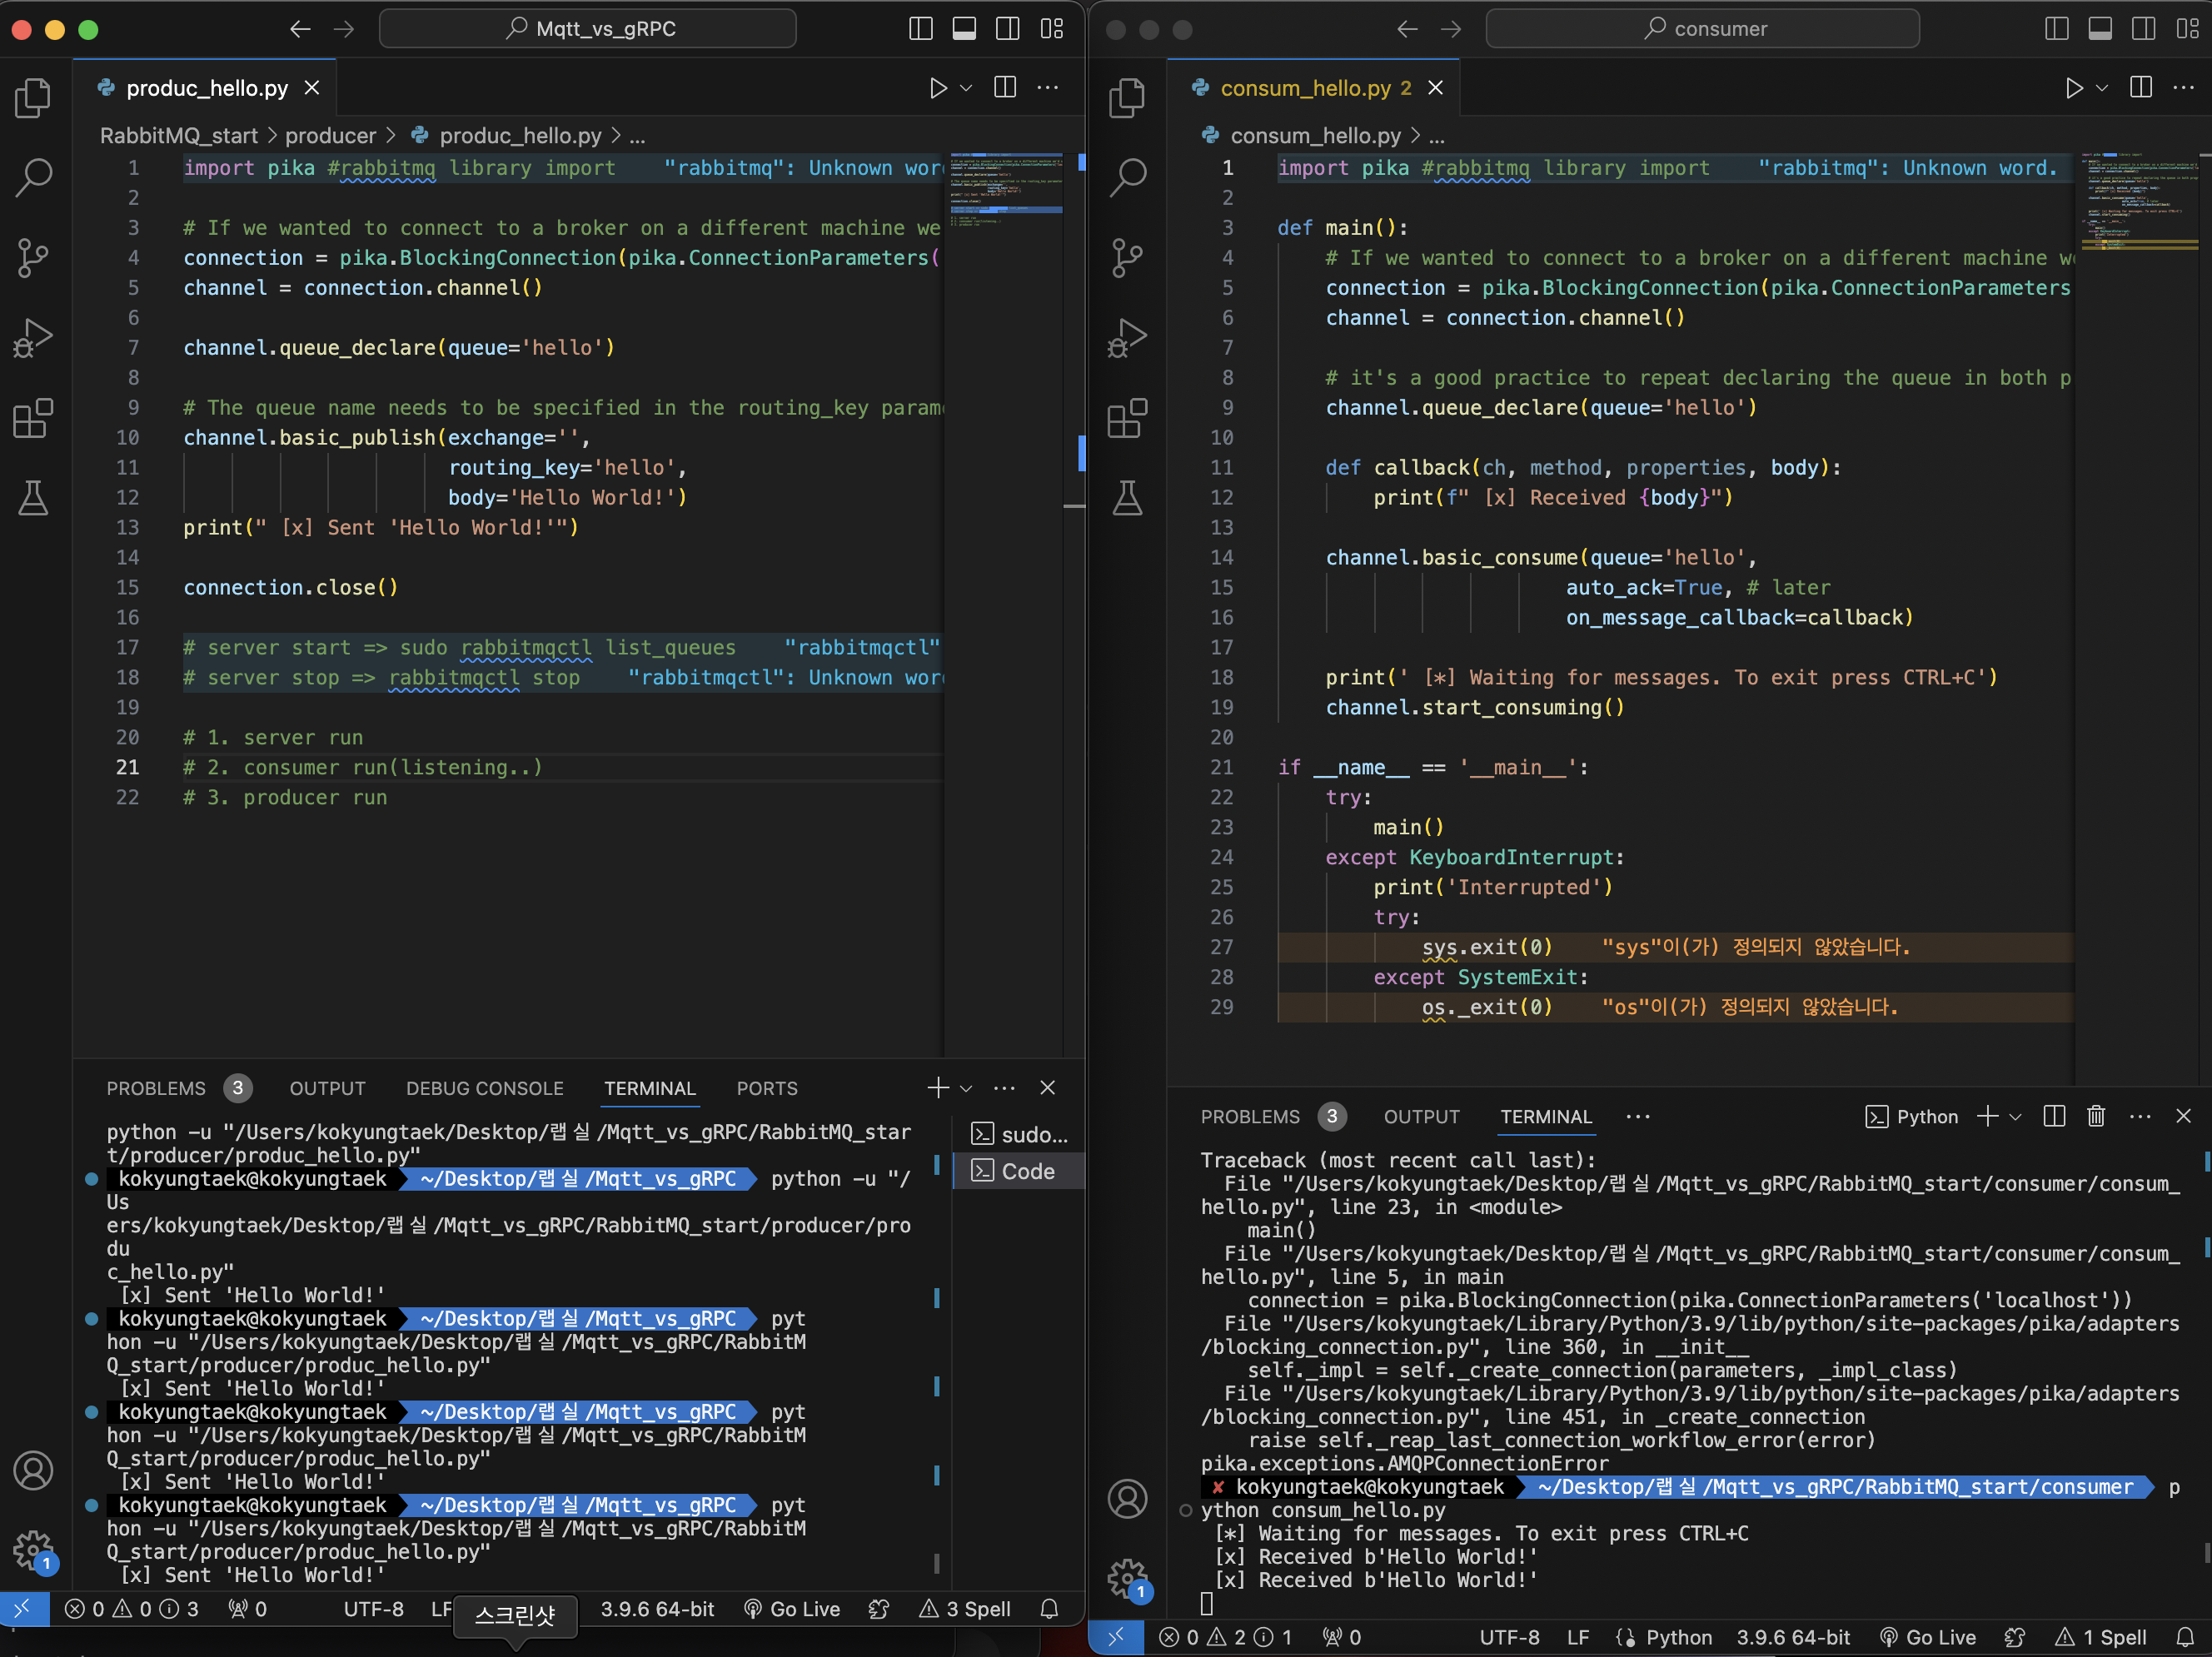 Mqtt_vs_gRPC
produc_hello.py
RabbitMQ_start > producer > produc_hello.py > ...
1 import pika #rabbitmq library import "rabbitmq": Unknown wor
2
3 # If we wanted to connect to a broker on a different machine we
4 connection = pika.BlockingConnection(pika.ConnectionParameters(
5 channel = connection.channel()
6
7 channel.queue_declare(queue='hello')
8
9 # The queue name needs to be specified in the routing_key param
10 channel.basic_publish(exchange='',
11 routing_key='hello',
12 body='Hello World!')
13 print(" [x] Sent 'Hello World!'")
14
15 connection.close()
16
17 # server start => sudo rabbitmqctl list_queues "rabbitmqctl"
18 # server stop => rabbitmqctl stop "rabbitmqctl": Unknown wor
19
20 # 1. server run
21 # 2. consumer run(listening..)
22 # 3. producer run
PROBLEMS 3 OUTPUT DEBUG CONSOLE TERMINAL PORTS
sudo...
Code
python -u "/Users/kokyungtaek/Desktop/랩실/Mqtt_vs_gRPC/RabbitMQ_star
t/producer/produc_hello.py"
kokyungtaek@kokyungtaek ~/Desktop/랩실/Mqtt_vs_gRPC python -u "/
Us
ers/kokyungtaek/Desktop/랩실/Mqtt_vs_gRPC/RabbitMQ_start/producer/pro
du
c_hello.py"
[x] Sent 'Hello World!'
kokyungtaek@kokyungtaek ~/Desktop/랩실/Mqtt_vs_gRPC pyt
hon -u "/Users/kokyungtaek/Desktop/랩실/Mqtt_vs_gRPC/RabbitM
Q_start/producer/produc_hello.py"
[x] Sent 'Hello World!'
kokyungtaek@kokyungtaek ~/Desktop/랩실/Mqtt_vs_gRPC pyt
hon -u "/Users/kokyungtaek/Desktop/랩실/Mqtt_vs_gRPC/RabbitM
Q_start/producer/produc_hello.py"
[x] Sent 'Hello World!'
kokyungtaek@kokyungtaek ~/Desktop/랩실/Mqtt_vs_gRPC pyt
hon -u "/Users/kokyungtaek/Desktop/랩실/Mqtt_vs_gRPC/RabbitM
Q_start/producer/produc_hello.py"
[x] Sent 'Hello World!'
1
0 0 3 0 UTF-8 LF 3.9.6 64-bit Go Live 3 Spell
스크린샷
consumer
consum_hello.py 2
consum_hello.py > ...
1 import pika #rabbitmq library import "rabbitmq": Unknown word.
2
3 def main():
4 # If we wanted to connect to a broker on a different machine w
5 connection = pika.BlockingConnection(pika.ConnectionParameters
6 channel = connection.channel()
7
8 # it's a good practice to repeat declaring the queue in both p
9 channel.queue_declare(queue='hello')
10
11 def callback(ch, method, properties, body):
12 print(f" [x] Received {body}")
13
14 channel.basic_consume(queue='hello',
15 auto_ack=True, # later
16 on_message_callback=callback)
17
18 print(' [*] Waiting for messages. To exit press CTRL+C')
19 channel.start_consuming()
20
21 if __name__ == '__main__':
22 try:
23 main()
24 except KeyboardInterrupt:
25 print('Interrupted')
26 try:
27 sys.exit(0) "sys"이(가) 정의되지 않았습니다.
28 except SystemExit:
29 os._exit(0) "os"이(가) 정의되지 않았습니다.
PROBLEMS 3 OUTPUT TERMINAL Python
Traceback (most recent call last):
File "/Users/kokyungtaek/Desktop/랩실/Mqtt_vs_gRPC/RabbitMQ_start/consumer/consum_
hello.py", line 23, in <module>
main()
File "/Users/kokyungtaek/Desktop/랩실/Mqtt_vs_gRPC/RabbitMQ_start/consumer/consum_
hello.py", line 5, in main
connection = pika.BlockingConnection(pika.ConnectionParameters('localhost'))
File "/Users/kokyungtaek/Library/Python/3.9/lib/python/site-packages/pika/adapters
/blocking_connection.py", line 360, in __init__
self._impl = self._create_connection(parameters, _impl_class)
File "/Users/kokyungtaek/Library/Python/3.9/lib/python/site-packages/pika/adapters
/blocking_connection.py", line 451, in _create_connection
raise self._reap_last_connection_workflow_error(error)
pika.exceptions.AMQPConnectionError
✘ kokyungtaek@kokyungtaek ~/Desktop/랩실/Mqtt_vs_gRPC/RabbitMQ_start/consumer p
ython consum_hello.py
[*] Waiting for messages. To exit press CTRL+C
[x] Received b'Hello World!'
[x] Received b'Hello World!'
1
0 2 1 0 UTF-8 LF Python 3.9.6 64-bit Go Live 1 Spell